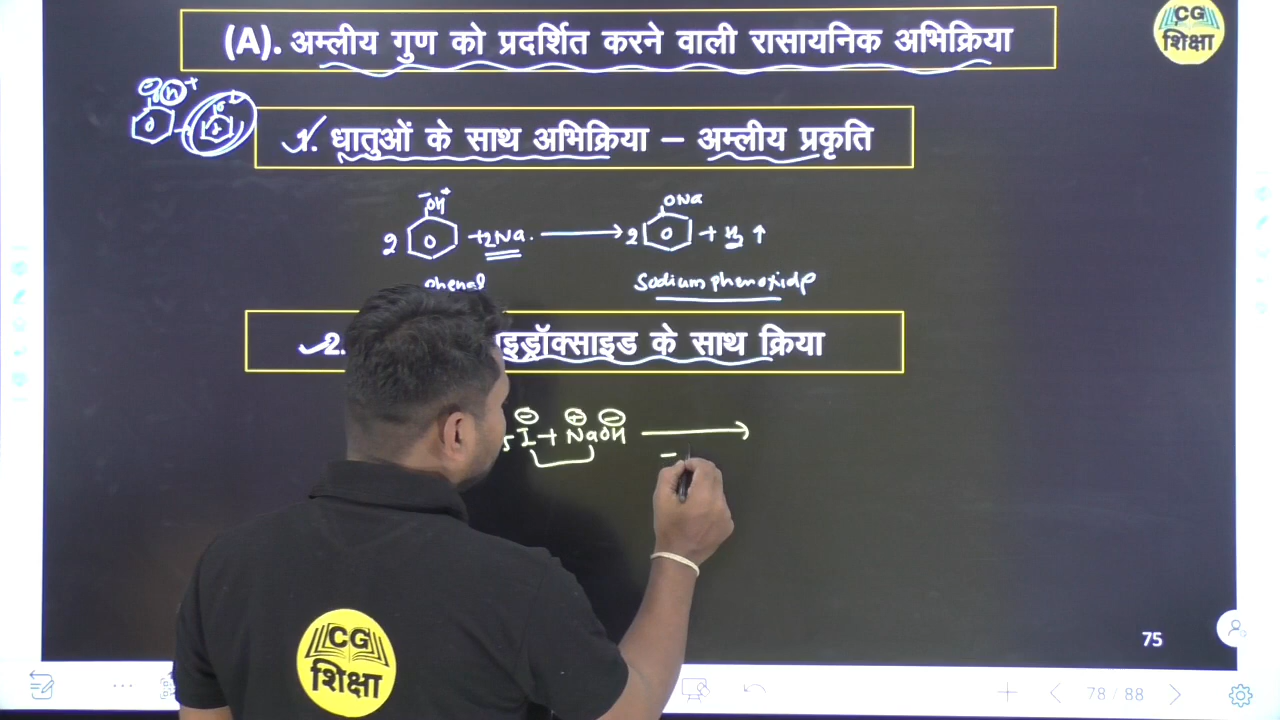 (A). अम्लीय गुण को प्रदर्शित करने वाली रासायनिक अभिक्रिया
CG
शिक्षा
1. धातुओं के साथ अभिक्रिया – अम्लीय प्रकृति
OH
ONa
2 + 2Na. 2 + H2 ↑
phenol
Sodium phenoxide
2. इड्रॉक्साइड के साथ क्रिया
I + NaOH
CG
शिक्षा
75
78 / 88